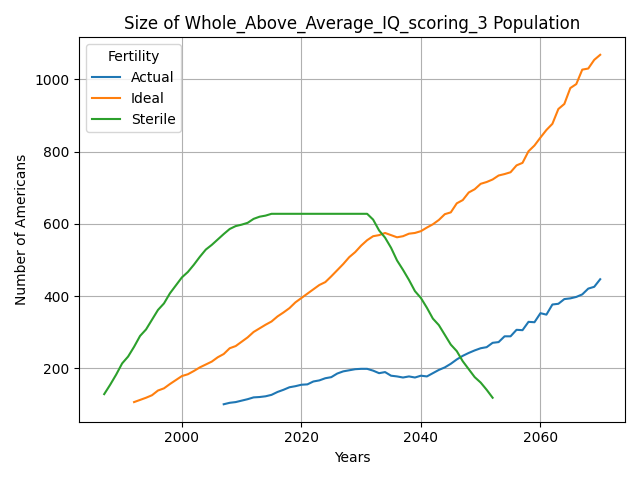 Size of Whole_Above_Average_IQ_scoring_3 Population
Fertility
Actual
Ideal
Sterile
Number of Americans
1000
800
600
400
200
2000
2020
2040
2060
Years